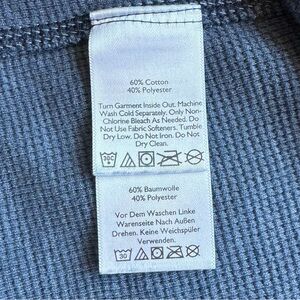 60% Cotton
40% Polyester
Turn Garment Inside Out. Machine
Wash Cold Separately. Only Non-
Chlorine Bleach As Needed. Do
Not Use Fabric Softeners. Tumble
Dry Low. Do Not Iron. Do Not
Dry Clean.
60% Baumwolle
40% Polyester
Vor Dem Waschen Linke
Warenseite Nach Außen
Drehen. Keine Weichspüler
Verwenden.
30